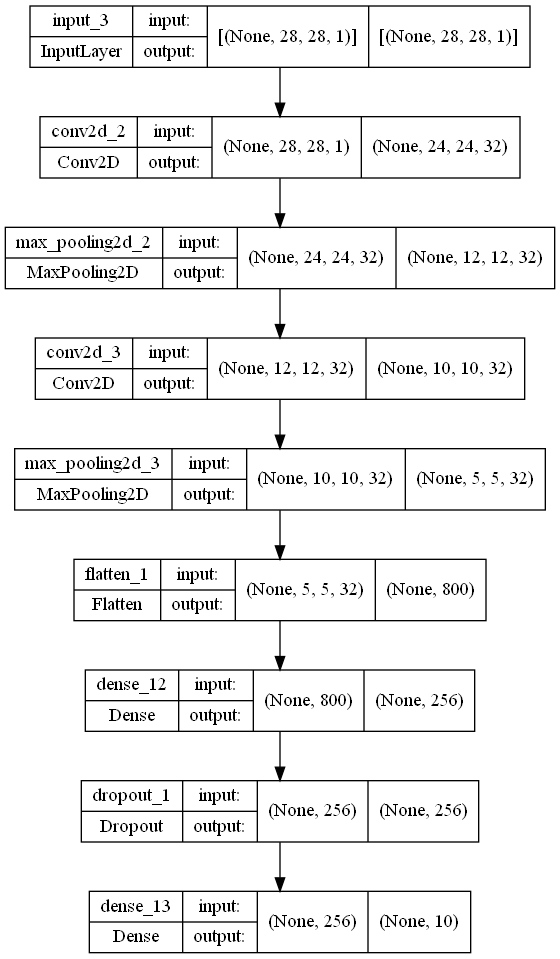 input_3 input: [(None, 28, 28, 1)] [(None, 28, 28, 1)]
InputLayer output:
conv2d_2 input: (None, 28, 28, 1) (None, 24, 24, 32)
Conv2D output:
max_pooling2d_2 input: (None, 24, 24, 32) (None, 12, 12, 32)
MaxPooling2D output:
conv2d_3 input: (None, 12, 12, 32) (None, 10, 10, 32)
Conv2D output:
max_pooling2d_3 input: (None, 10, 10, 32) (None, 5, 5, 32)
MaxPooling2D output:
flatten_1 input: (None, 5, 5, 32) (None, 800)
Flatten output:
dense_12 input: (None, 800) (None, 256)
Dense output:
dropout_1 input: (None, 256) (None, 256)
Dropout output:
dense_13 input: (None, 256) (None, 10)
Dense output: